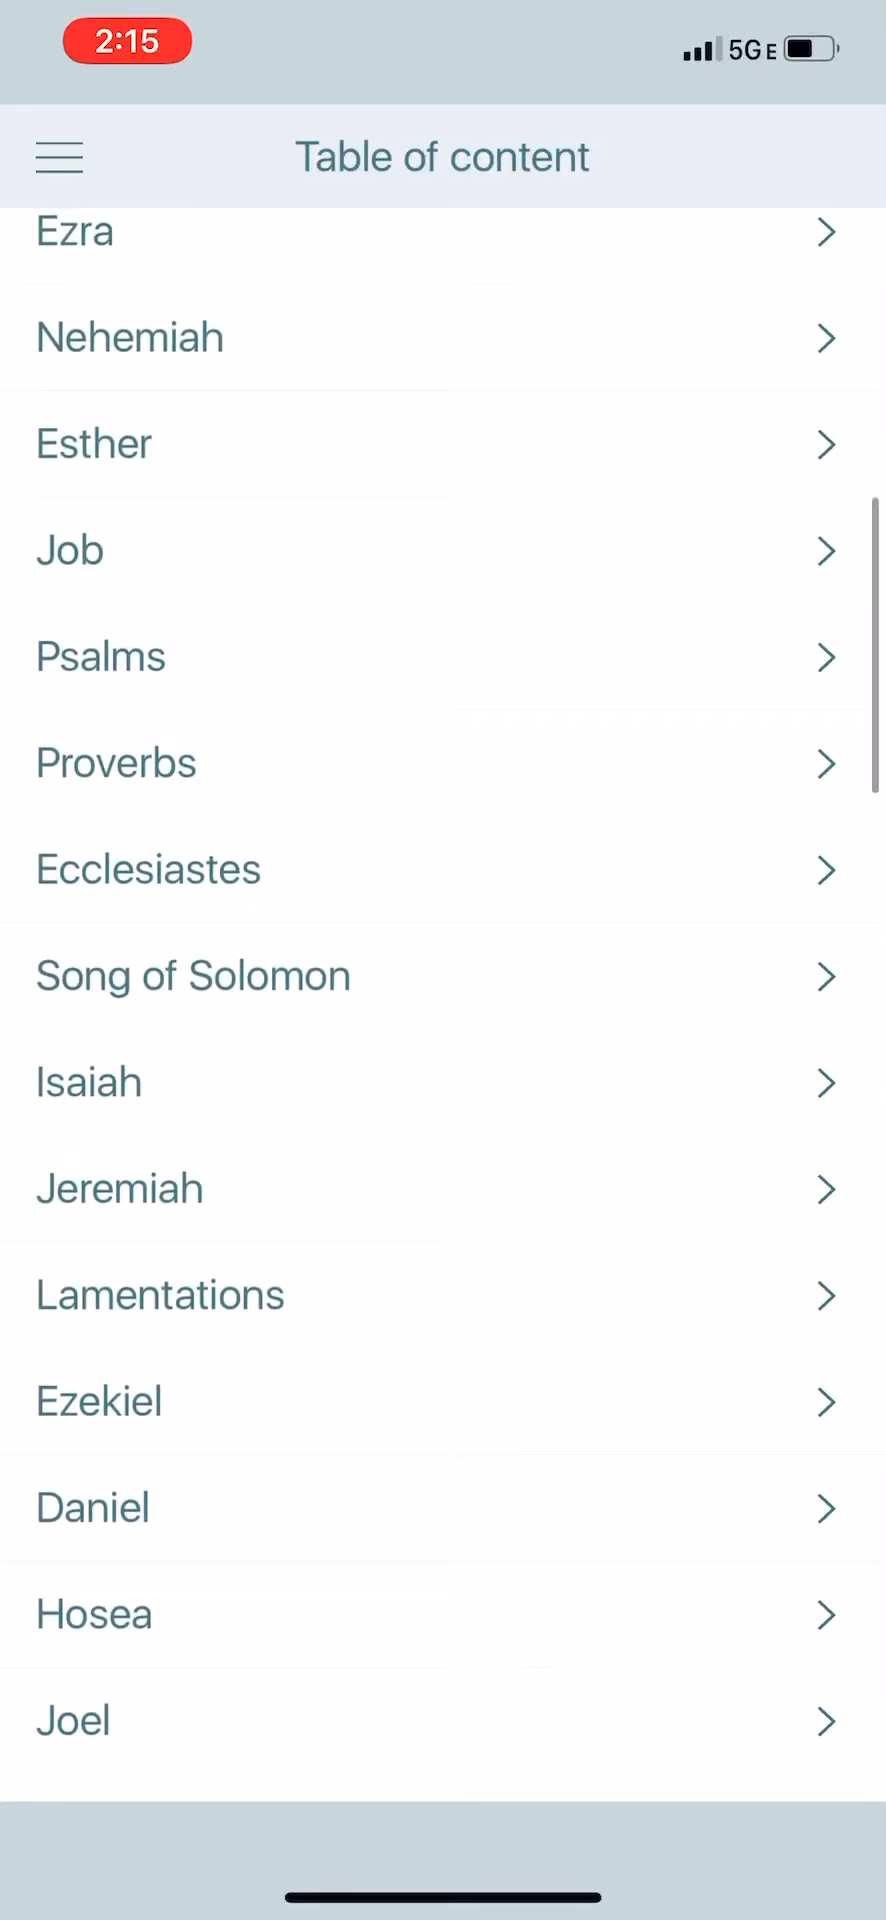 2:15
5G E
Table of content
Ezra
Nehemiah
Esther
Job
Psalms
Proverbs
Ecclesiastes
Song of Solomon
Isaiah
Jeremiah
Lamentations
Ezekiel
Daniel
Hosea
Joel